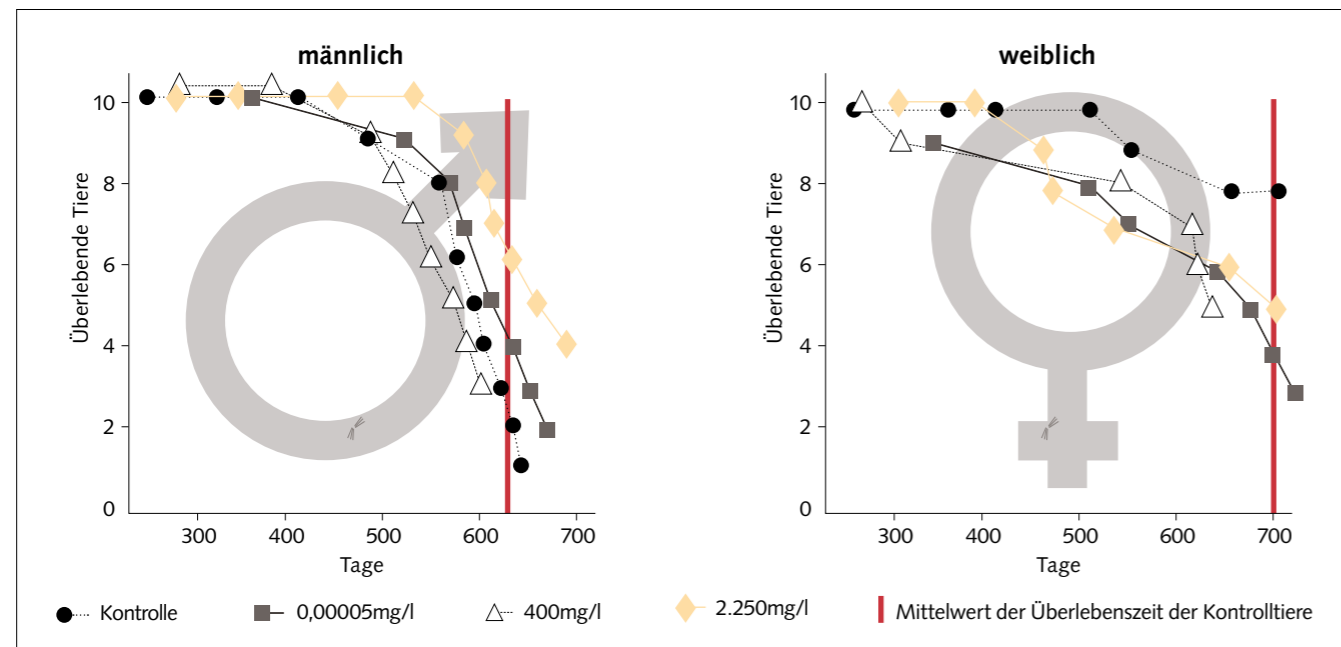 männlich
weiblich
Überlebende Tiere
10
8
6
4
2
0
300 400 500 600 700
Tage
Überlebende Tiere
10
8
6
4
2
0
300 400 500 600 700
Tage
Kontrolle 0,00005mg/l 400mg/l 2.250mg/l Mittelwert der Überlebenszeit der Kontrolltiere